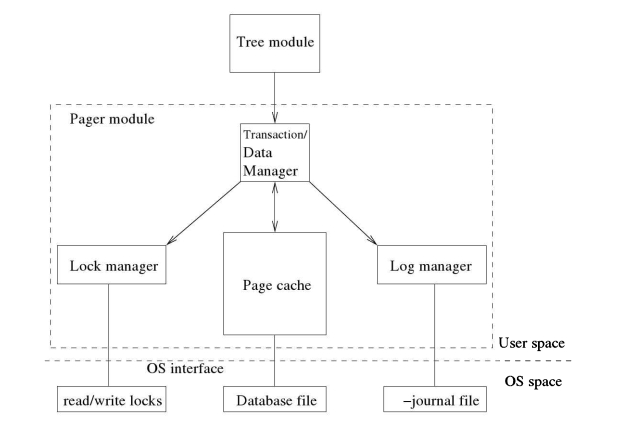 Tree module
Pager module
Transaction/
Data
Manager
Lock manager
Page cache
Log manager
User space
OS interface
OS space
read/write locks
Database file
–journal file